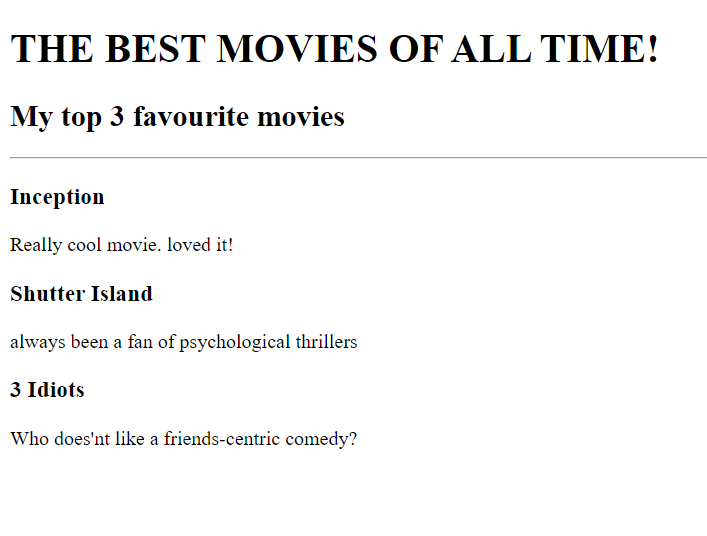 THE BEST MOVIES OF ALL TIME!
My top 3 favourite movies
Inception
Really cool movie. loved it!
Shutter Island
always been a fan of psychological thrillers
3 Idiots
Who does'nt like a friends-centric comedy?